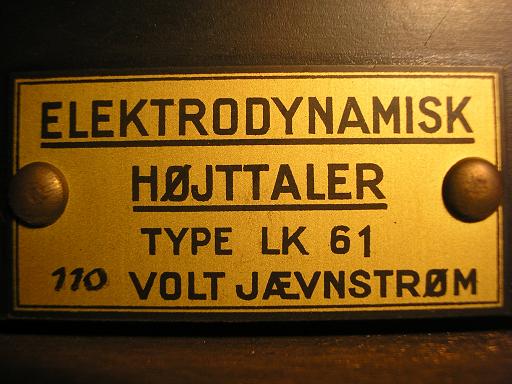 ELEKTRODYNAMISK
HØJTTALER
TYPE LK 61
110 VOLT JÆVNSTRØM